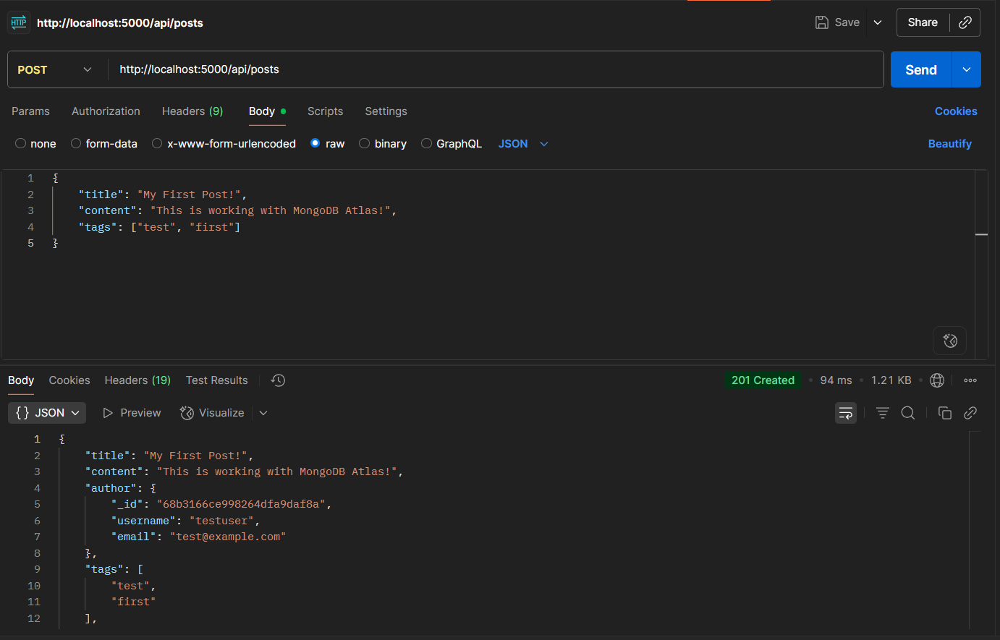 HTTP http://localhost:5000/api/posts Save Share
POST http://localhost:5000/api/posts Send
Params Authorization Headers (9) Body Scripts Settings Cookies
none form-data x-www-form-urlencoded raw binary GraphQL JSON Beautify
1 {
2 "title": "My First Post!",
3 "content": "This is working with MongoDB Atlas!",
4 "tags": ["test", "first"]
5 }
Body Cookies Headers (19) Test Results 201 Created • 94 ms • 1.21 KB •
{} JSON Preview Visualize
1 {
2 "title": "My First Post!",
3 "content": "This is working with MongoDB Atlas!",
4 "author": {
5 "_id": "68b3166ce998264dfa9daf8a",
6 "username": "testuser",
7 "email": "test@example.com"
8 },
9 "tags": [
10 "test",
11 "first"
12 ],